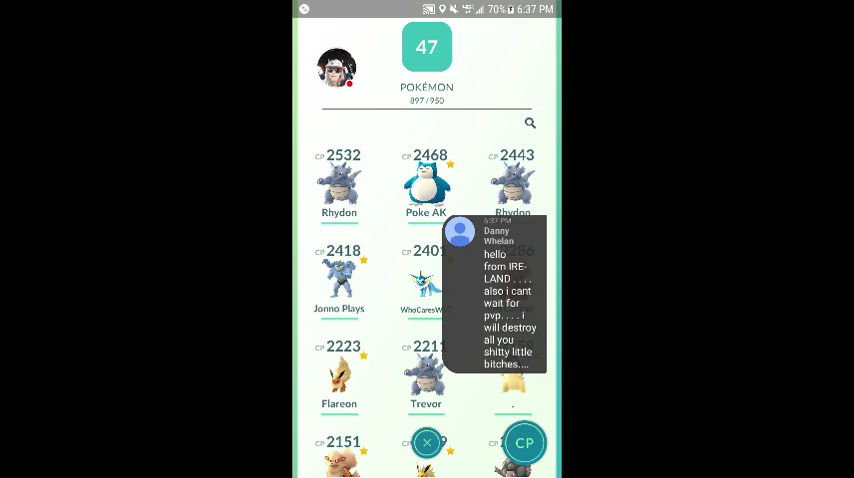 70% 6:37 PM
47
POKÉMON
897 / 950
CP 2532
CP 2468
CP 2443
Rhydon
Poke AK
Rhydon
6:37 PM
Danny
Whelan
hello
from IRE-
LAND . . . .
also i cant
wait for
pvp. . . . i
will destroy
all you
shitty little
bitches....
CP 2418
CP 2401
286
Jonno Plays
CP 2223
CP 2211
Flareon
Trevor
.
CP 2151
CP
CP